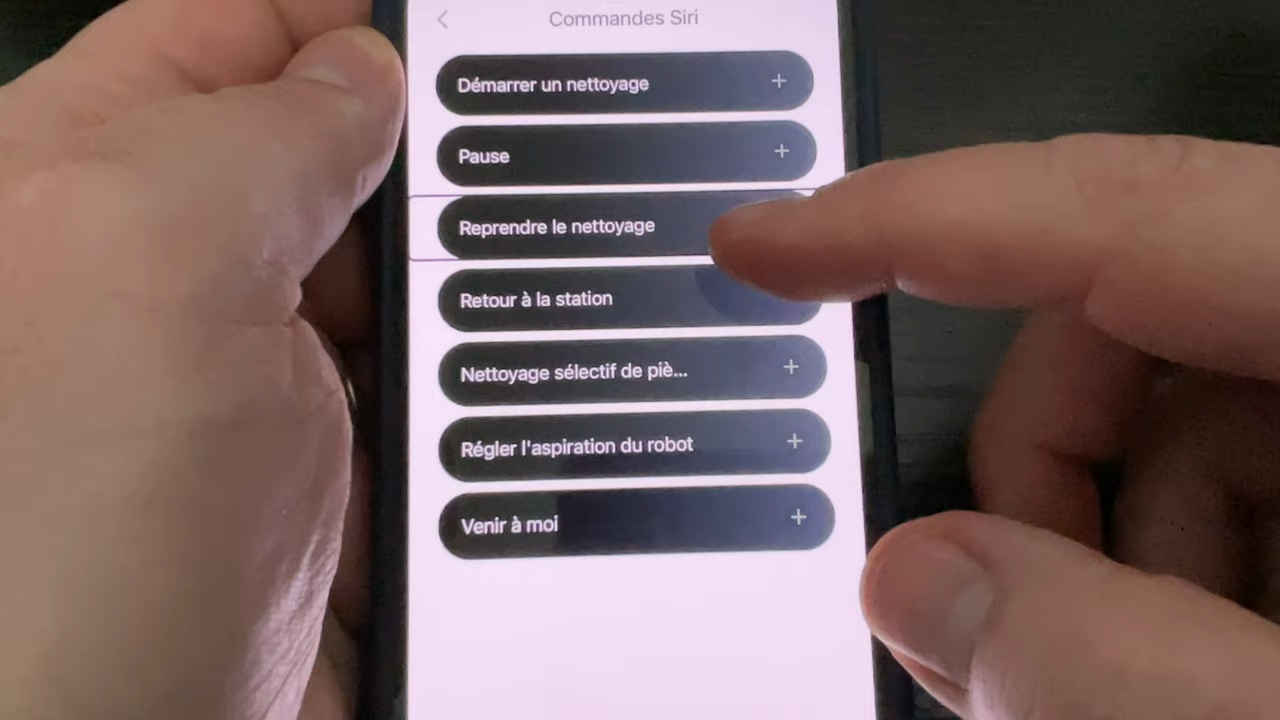 Commandes Siri
Démarrer un nettoyage
Pause
Reprendre le nettoyage
Retour à la station
Nettoyage sélectif de piè...
Régler l'aspiration du robot
Venir à moi